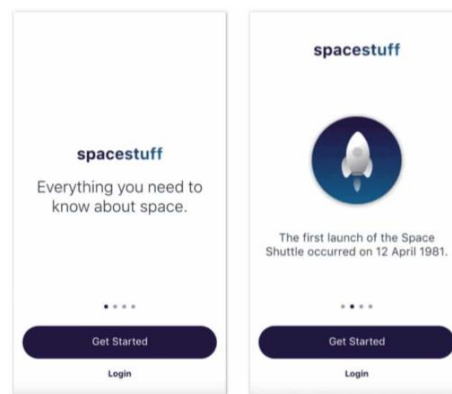 spacestuff
Everything you need to
know about space.
Get Started
Login
spacestuff
The first launch of the Space
Shuttle occurred on 12 April 1981.
Get Started
Login